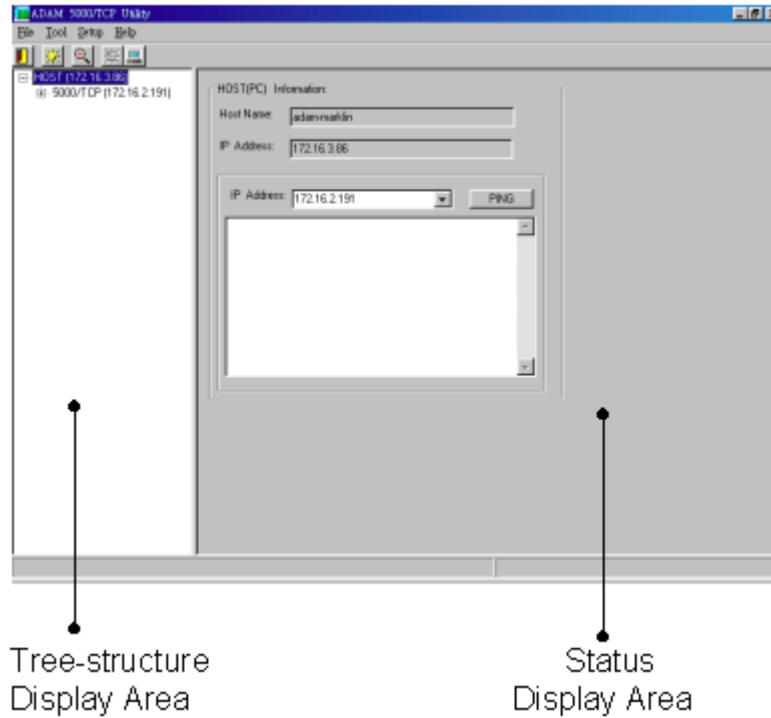 ADAM 5000/TCP Utility
File Tool Setup Help
HOST (172.16.3.86)
5000/TCP (172.16.2.191)
HOST(PC) Information:
Host Name: adam-marklin
IP Address: 172.16.3.86
IP Address: 172.16.2.191 PING
Tree-structure
Display Area
Status
Display Area